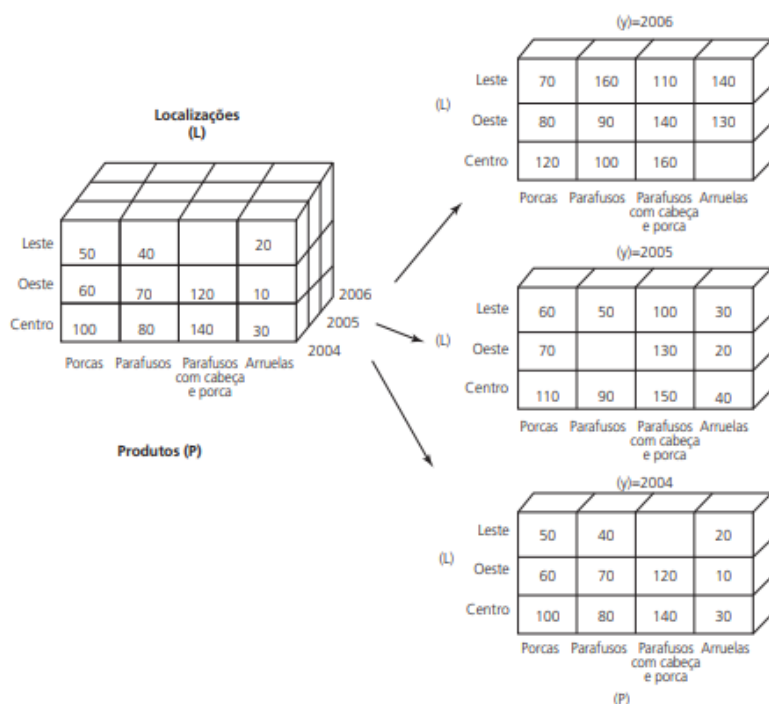 Localizações
(L)
Leste 50 40 20
Oeste 60 70 120 10
Centro 100 80 140 30
2006
2005
2004
Porcas Parafusos Parafusos Arruelas
com cabeça
e porca
Produtos (P)
(y)=2006
(L)
Leste 70 160 110 140
Oeste 80 90 140 130
Centro 120 100 160
Porcas Parafusos Parafusos Arruelas
com cabeça
e porca
(y)=2005
(L)
Leste 60 50 100 30
Oeste 70 130 20
Centro 110 90 150 40
Porcas Parafusos Parafusos Arruelas
com cabeça
e porca
(y)=2004
(L)
Leste 50 40 20
Oeste 60 70 120 10
Centro 100 80 140 30
Porcas Parafusos Parafusos Arruelas
com cabeça
e porca
(P)